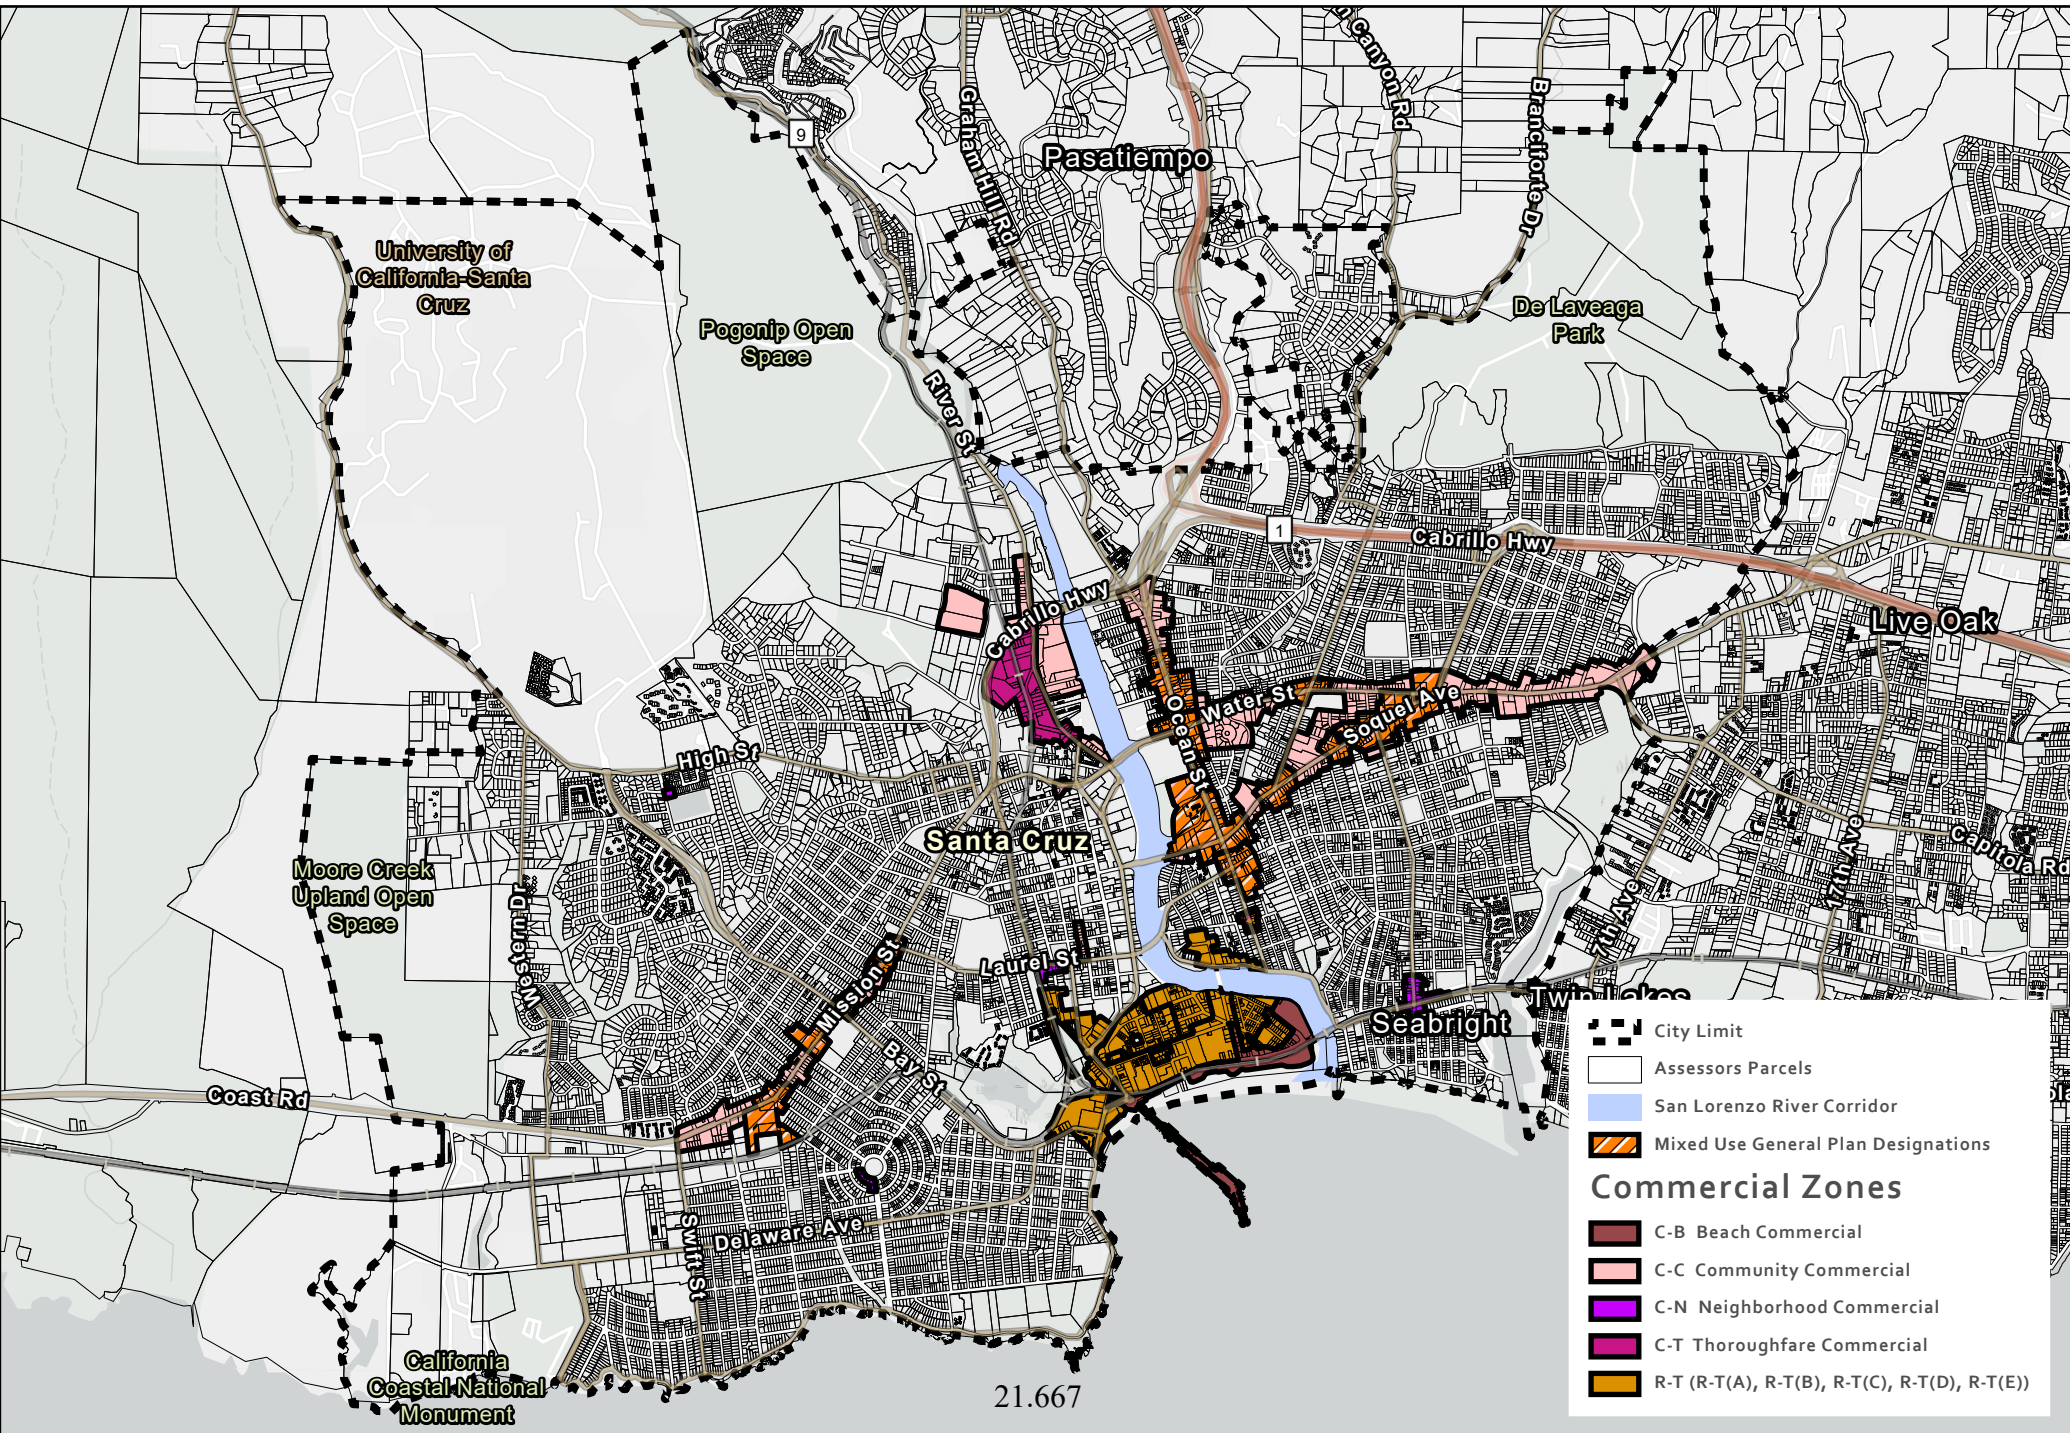 9
Graham Hill Rd
Canyon Rd
Branciforte Dr
Pasatiempo
University of
California-Santa
Cruz
Pogonip Open
Space
De Laveaga
Park
River St
1
Cabrillo Hwy
Cabrillo Hwy
Live Oak
Water St
Soquel Ave
Ocean St
High St
Santa Cruz
Moore Creek
Upland Open
Space
Western Dr
Mission St
Laurel St
17th Ave
Capitola Rd
7th Ave
Twin Lakes
Seabright
Bay St
Coast Rd
Swift St
Delaware Ave
California
Coastal National
Monument
21.667
City Limit
Assessors Parcels
San Lorenzo River Corridor
Mixed Use General Plan Designations
Commercial Zones
C-B Beach Commercial
C-C Community Commercial
C-N Neighborhood Commercial
C-T Thoroughfare Commercial
R-T (R-T(A), R-T(B), R-T(C), R-T(D), R-T(E))